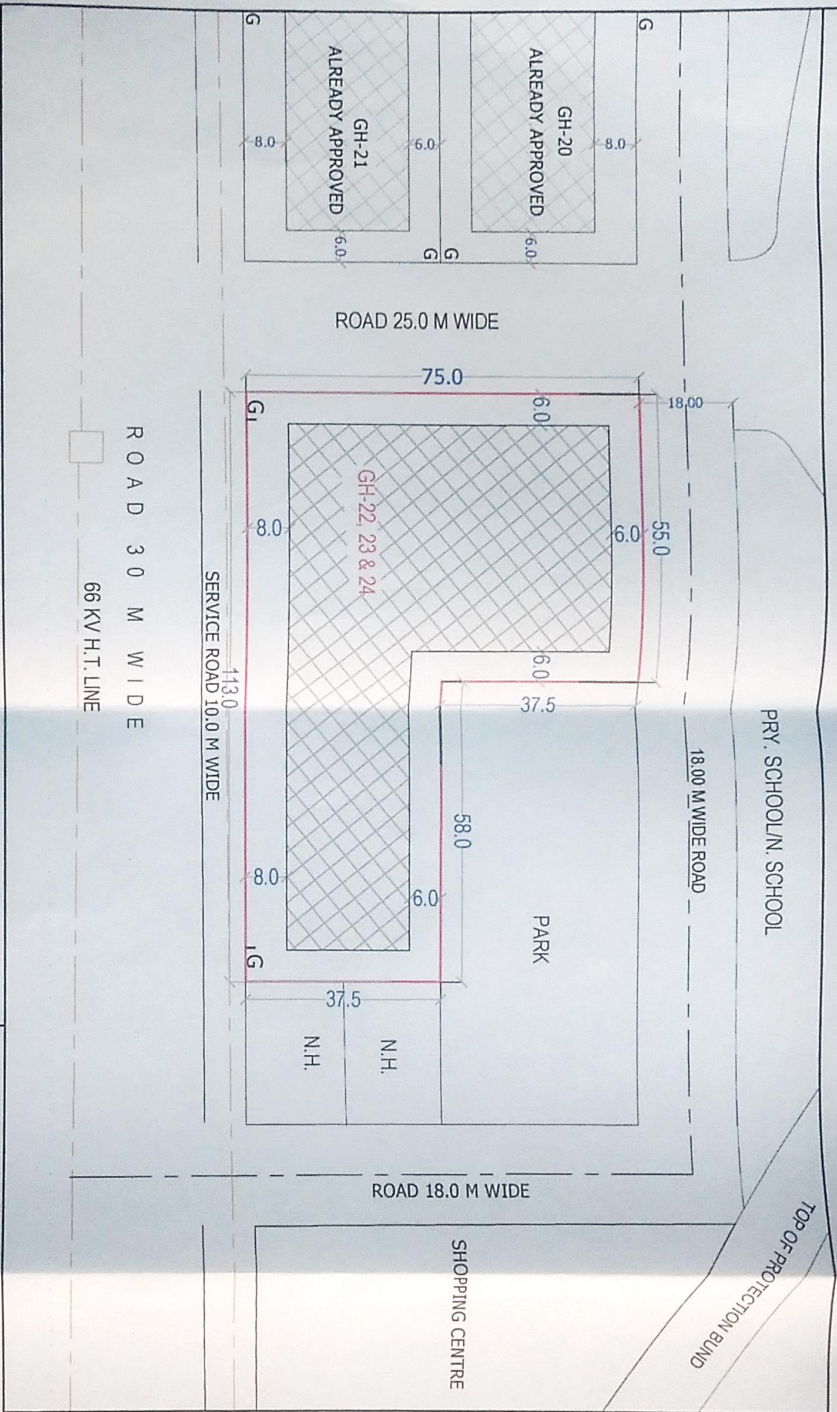 G
G
ALREADY APPROVED
GH-20
GH-21
ALREADY APPROVED
8.0
6.0
8.0
6.0
6.0
G
G
ROAD 25.0 M WIDE
75.0
18.00
6.0
G
GH-22, 23 & 24
8.0
6.0
55.0
6.0
ROAD 30 M WIDE
66 KV H.T. LINE
SERVICE ROAD 10.0 M WIDE
113.0
37.5
58.0
18.00 M WIDE ROAD
PRY. SCHOOL/N. SCHOOL
8.0
6.0
PARK
G
37.5
N.H.
N.H.
ROAD 18.0 M WIDE
SHOPPING CENTRE
TOP OF PROTECTION BUND